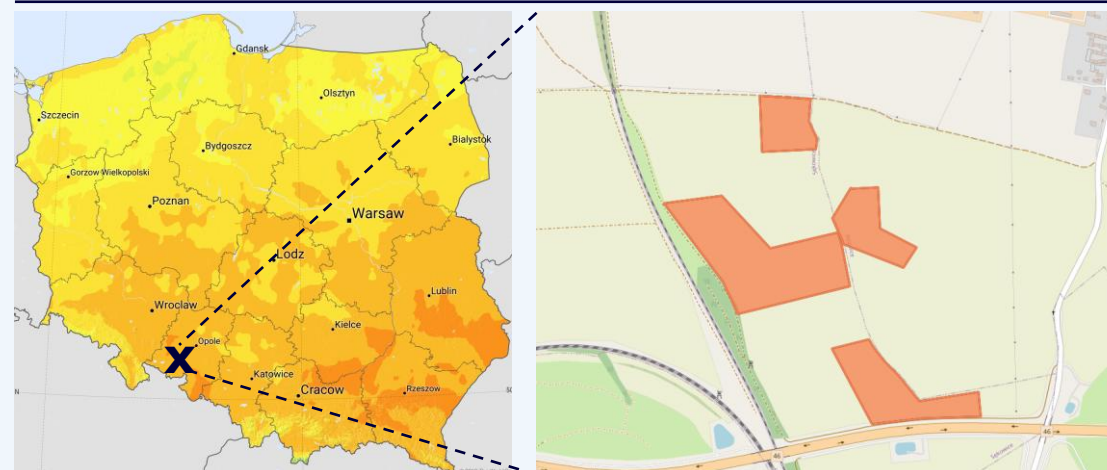 Gdansk
Olsztyn
Szczecin
Bialystok
Bydgoszcz
Gorzow Wielkopolski
Poznan
Warsaw
Lodz
Lublin
Wroclaw
Kielce
Opole
X
Katowice
Cracow
Rzeszow
50
46
46